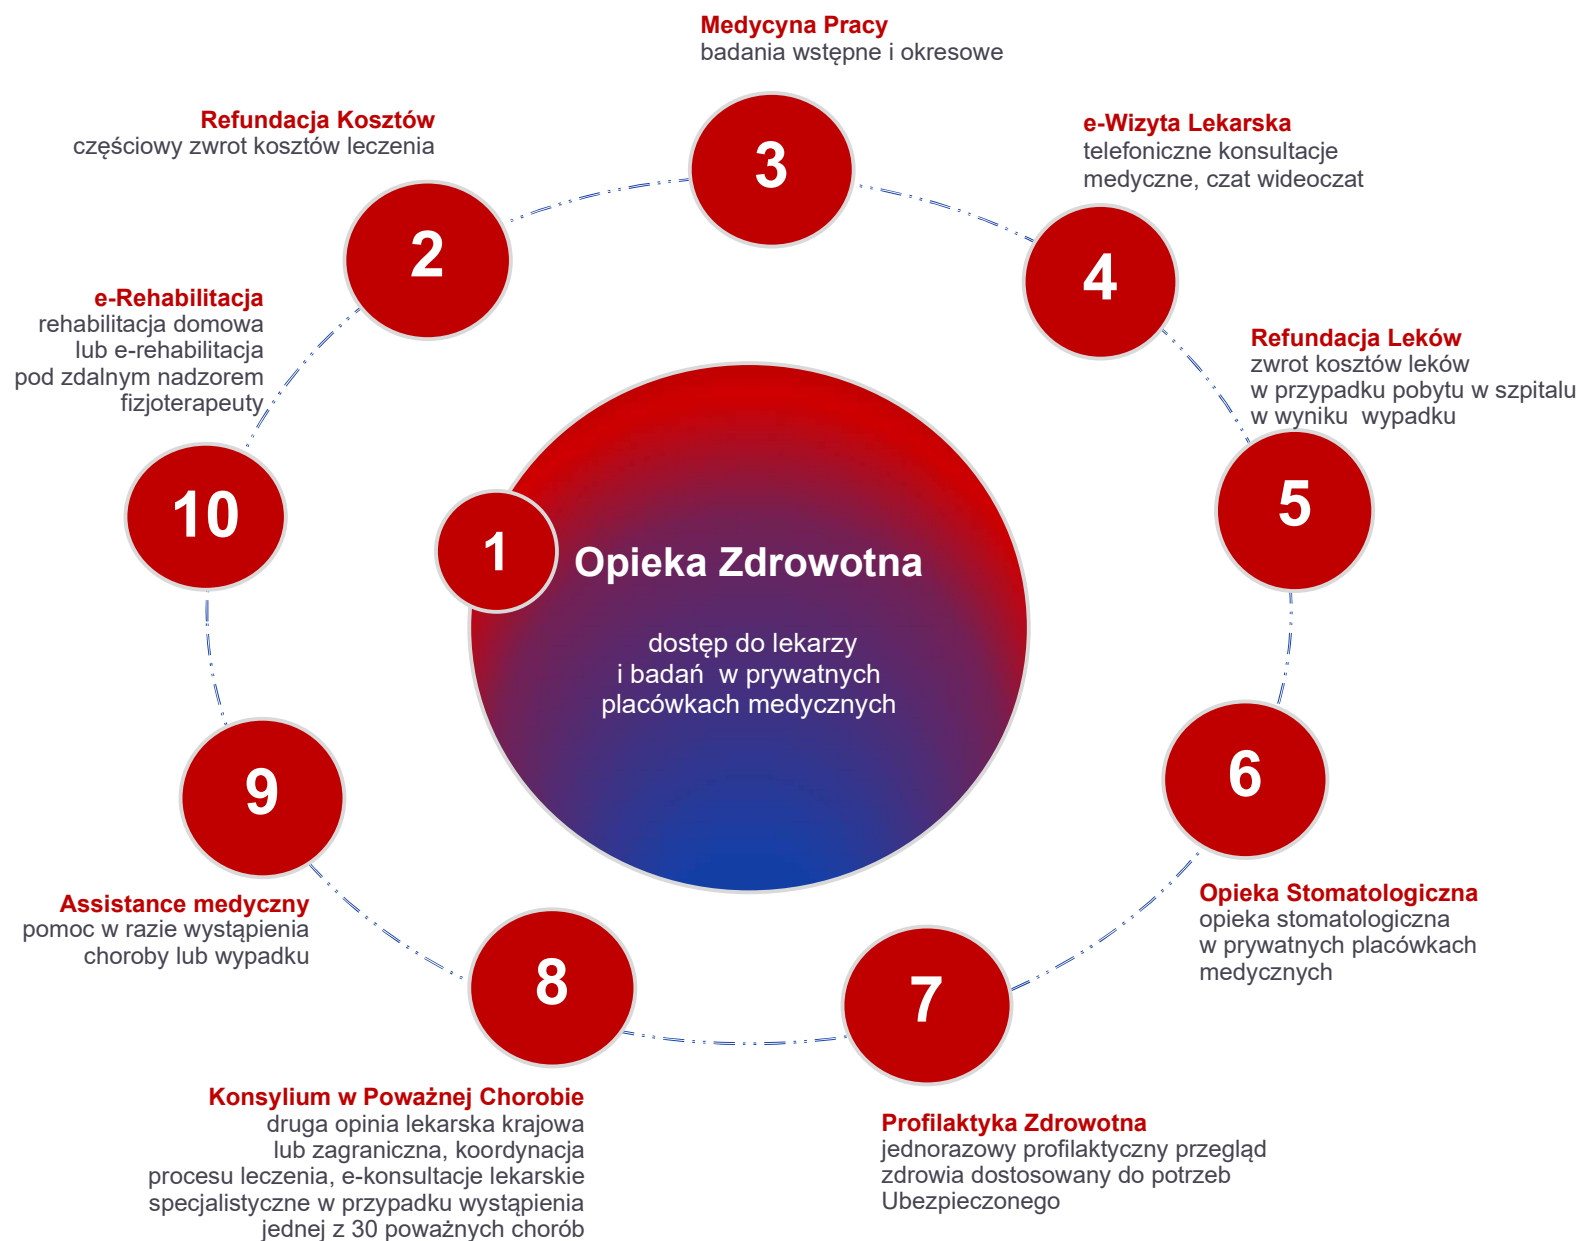 1
Opieka Zdrowotna
dostęp do lekarzy
i badań w prywatnych
placówkach medycznych
2
Refundacja Kosztów
częściowy zwrot kosztów leczenia
3
Medycyna Pracy
badania wstępne i okresowe
4
e-Wizyta Lekarska
telefoniczne konsultacje
medyczne, czat wideoczat
5
Refundacja Leków
zwrot kosztów leków
w przypadku pobytu w szpitalu
w wyniku wypadku
6
Opieka Stomatologiczna
opieka stomatologiczna
w prywatnych placówkach
medycznych
7
Profilaktyka Zdrowotna
jednorazowy profilaktyczny przegląd
zdrowia dostosowany do potrzeb
Ubezpieczonego
8
Konsylium w Poważnej Chorobie
druga opinia lekarska krajowa
lub zagraniczna, koordynacja
procesu leczenia, e-konsultacje lekarskie
specjalistyczne w przypadku wystąpienia
jednej z 30 poważnych chorób
9
Assistance medyczny
pomoc w razie wystąpienia
choroby lub wypadku
10
e-Rehabilitacja
rehabilitacja domowa
lub e-rehabilitacja
pod zdalnym nadzorem
fizjoterapeuty